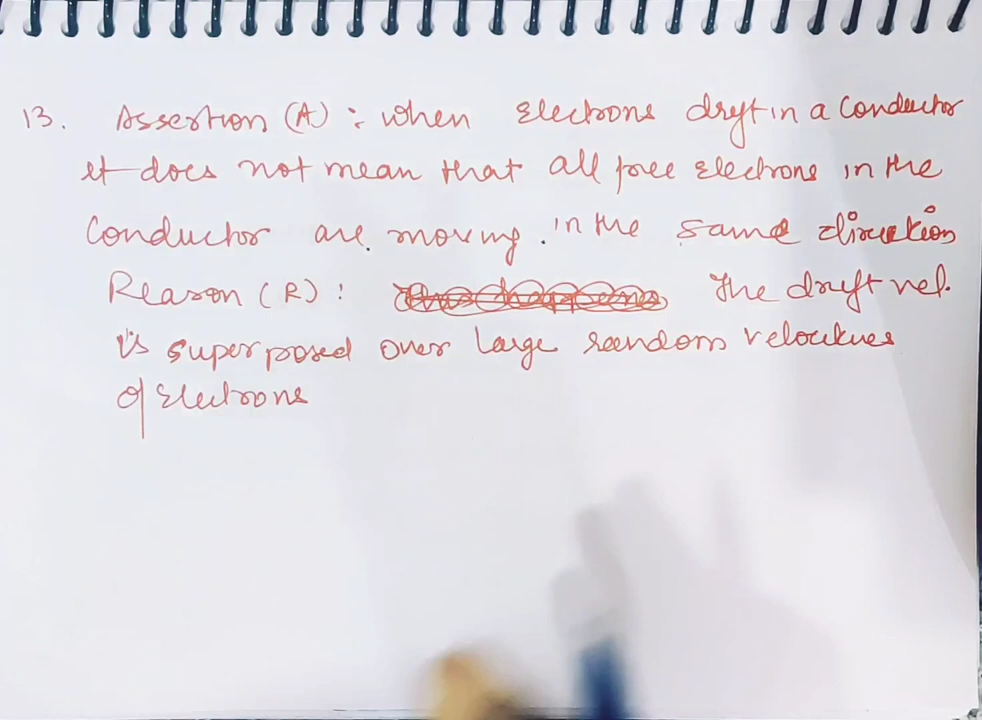 13. Assertion (A) : when Electrons drift in a conductor
it does not mean that all free electrons in the
conductor are moving in the same direction
Reason (R) : The drift vel.
is superposed over large random velocities
of electrons